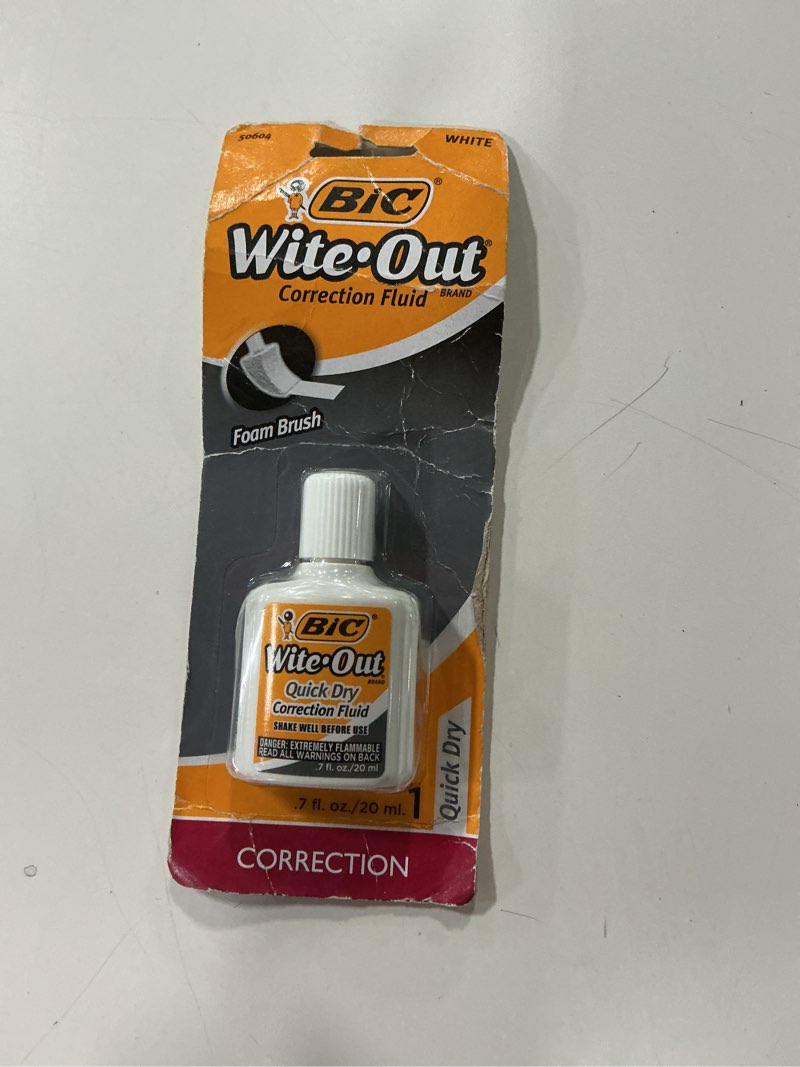 50604
WHITE
BIC®
Wite•Out®
Correction Fluid BRAND
Foam Brush
BIC®
Wite•Out
BRAND
Quick Dry
Correction Fluid
SHAKE WELL BEFORE USE
DANGER: EXTREMELY FLAMMABLE
READ ALL WARNINGS ON BACK
.7 fl. oz./20 ml
.7 fl. oz./20 ml. 1
Quick Dry
CORRECTION